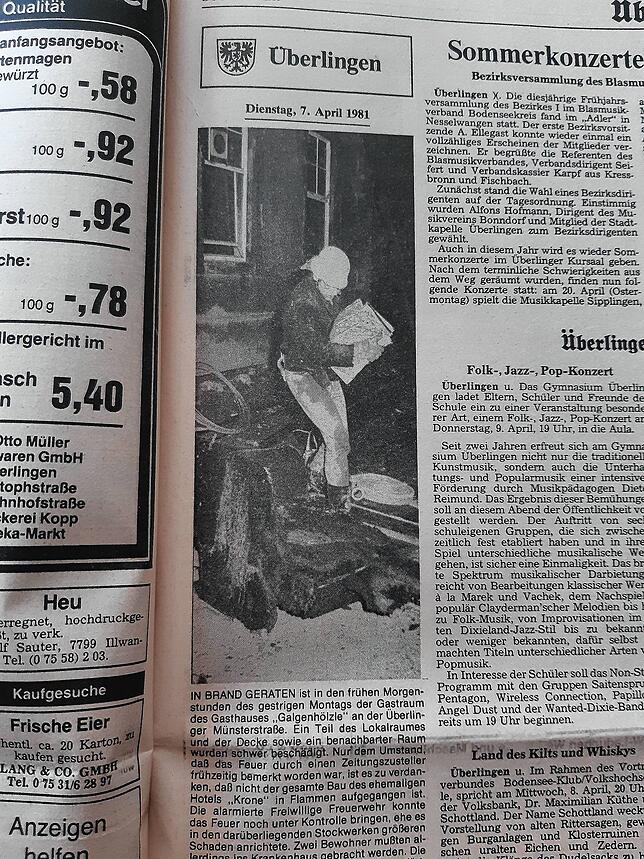 Qualität
anfangsangebot:
tenmagen
ewürzt
100 g -,58
100 g -,92
rst 100 g -,92
che:
100 g -,78
llergericht im
asch
n 5,40
Otto Müller
waren GmbH
erlingen
tophstraße
hnhofstraße
ckerei Kopp
eka-Markt
Heu
erregnet, hochdruckge-
ßt, zu verk.
lf Sauter, 7799 Illwan-
Tel. (0 75 58) 2 03.
Kaufgesuche
Frische Eier
hentl. ca. 20 Karton, zu
kaufen gesucht.
LANG & CO. GMBH
Tel. 0 75 31/6 28 97
Anzeigen
helfen
Überlingen
Dienstag, 7. April 1981
IN BRAND GERATEN ist in den frühen Morgen-
stunden des gestrigen Montags der Gastraum
des Gasthauses „Galgenhölzle" an der Überlin-
ger Münsterstraße. Ein Teil des Lokalraumes
und der Decke sowie ein benachbarter Raum
wurden schwer beschädigt. Nur dem Umstand,
daß das Feuer durch einen Zeitungszusteller
frühzeitig bemerkt worden war, ist es zu verdan-
ken, daß nicht der gesamte Bau des ehemaligen
Hotels „Krone" in Flammen aufgegangen ist.
Die alarmierte Freiwillige Freuerwehr konnte
das Feuer noch unter Kontrolle bringen, ehe es
in den darüberliegenden Stockwerken größeren
Schaden anrichtete. Zwei Bewohner mußten al-
lerdings ins Krankenhaus gebracht werden. Die
Üb
Sommerkonzerte
Bezirksversammlung des Blasmu
Überlingen X. Die diesjährige Frühjahrs-
versammlung des Bezirkes I im Blasmusik-
verband Bodenseekreis fand im „Adler" in
Nesselwangen statt. Der erste Bezirksvorsit-
zende A. Ellegast konnte wieder einmal ein
vollzähliges Erscheinen der Mitglieder ver-
zeichnen. Er begrüßte die Referenten des
Blasmusikverbandes, Verbandsdirigent Sei-
fert und Verbandskassier Karpf aus Kress-
bronn und Fischbach.
Zunächst stand die Wahl eines Bezirksdiri-
genten auf der Tagesordnung. Einstimmig
wurden Alfons Hofmann, Dirigent des Mu-
sikvereins Bonndorf und Mitglied der Stadt-
kapelle Überlingen zum Bezirksdirigenten
gewählt.
Auch in diesem Jahr wird es wieder Som-
merkonzerte im Überlinger Kursaal geben.
Nach dem terminliche Schwierigkeiten aus
dem Weg geräumt wurden, finden nun fol-
gende Konzerte statt: am 20. April (Oster-
montag) spielt die Musikkapelle Sipplingen,
Überlinge
Folk-, Jazz-, Pop-Konzert
Überlingen u. Das Gymnasium Überlin
gen ladet Eltern, Schüler und Freunde de
Schule ein zu einer Veranstaltung besonde
rer Art, einem Folk-, Jazz-, Pop-Konzert am
Donnerstag, 9. April, 19 Uhr, in die Aula.
Seit zwei Jahren erfreut sich am Gymna
sium Überlingen nicht nur die traditionell
Kunstmusik, sondern auch die Unterha
tungs- und Popularmusik einer intensive
Förderung durch Musikpädagogen Diete
Reimund. Das Ergebnis dieser Bemühunge
soll an diesem Abend der Öffentlichkeit vo
gestellt werden. Der Auftritt von sec
schuleigenen Gruppen, die sich zwische
zeitlich fest etabliert haben und in ihre
Spiel unterschiedliche musikalische We
gehen, ist sicher eine Einmaligkeit. Das br
te Spektrum musikalischer Darbietung
reicht von Bearbeitungen klassischer Wer
à la Marek und Vachek, dem Nachspiel
populär Clayderman'scher Melodien bis 
zu Folk-Musik, von Improvisationen im
ten Dixieland-Jazz-Stil bis zu bekann
oder weniger bekannten, dafür selbst
machten Titeln unterschiedlicher Arten v
Popmusik.
In Interesse der Schüler soll das Non-St
Programm mit den Gruppen Saitenspru
Pentagon, Wireless Connection, Papill
Angel Dust und der Wanted-Dixie-Band
reits um 19 Uhr beginnen.
Land des Kilts und Whiskys
Überlingen u. Im Rahmen des Vortr
verbundes Bodensee-Klub/Volkshochsc
le, spricht am Mittwoch, 8. April, 20 Uh
der Volksbank, Dr. Maximilian Küthe
Schottland. Der Name Schottland weck
Vorstellung von alten Rittersagen, gew
gen Burganlagen und Klosterruinen
schen uralten Eichen und Zedern